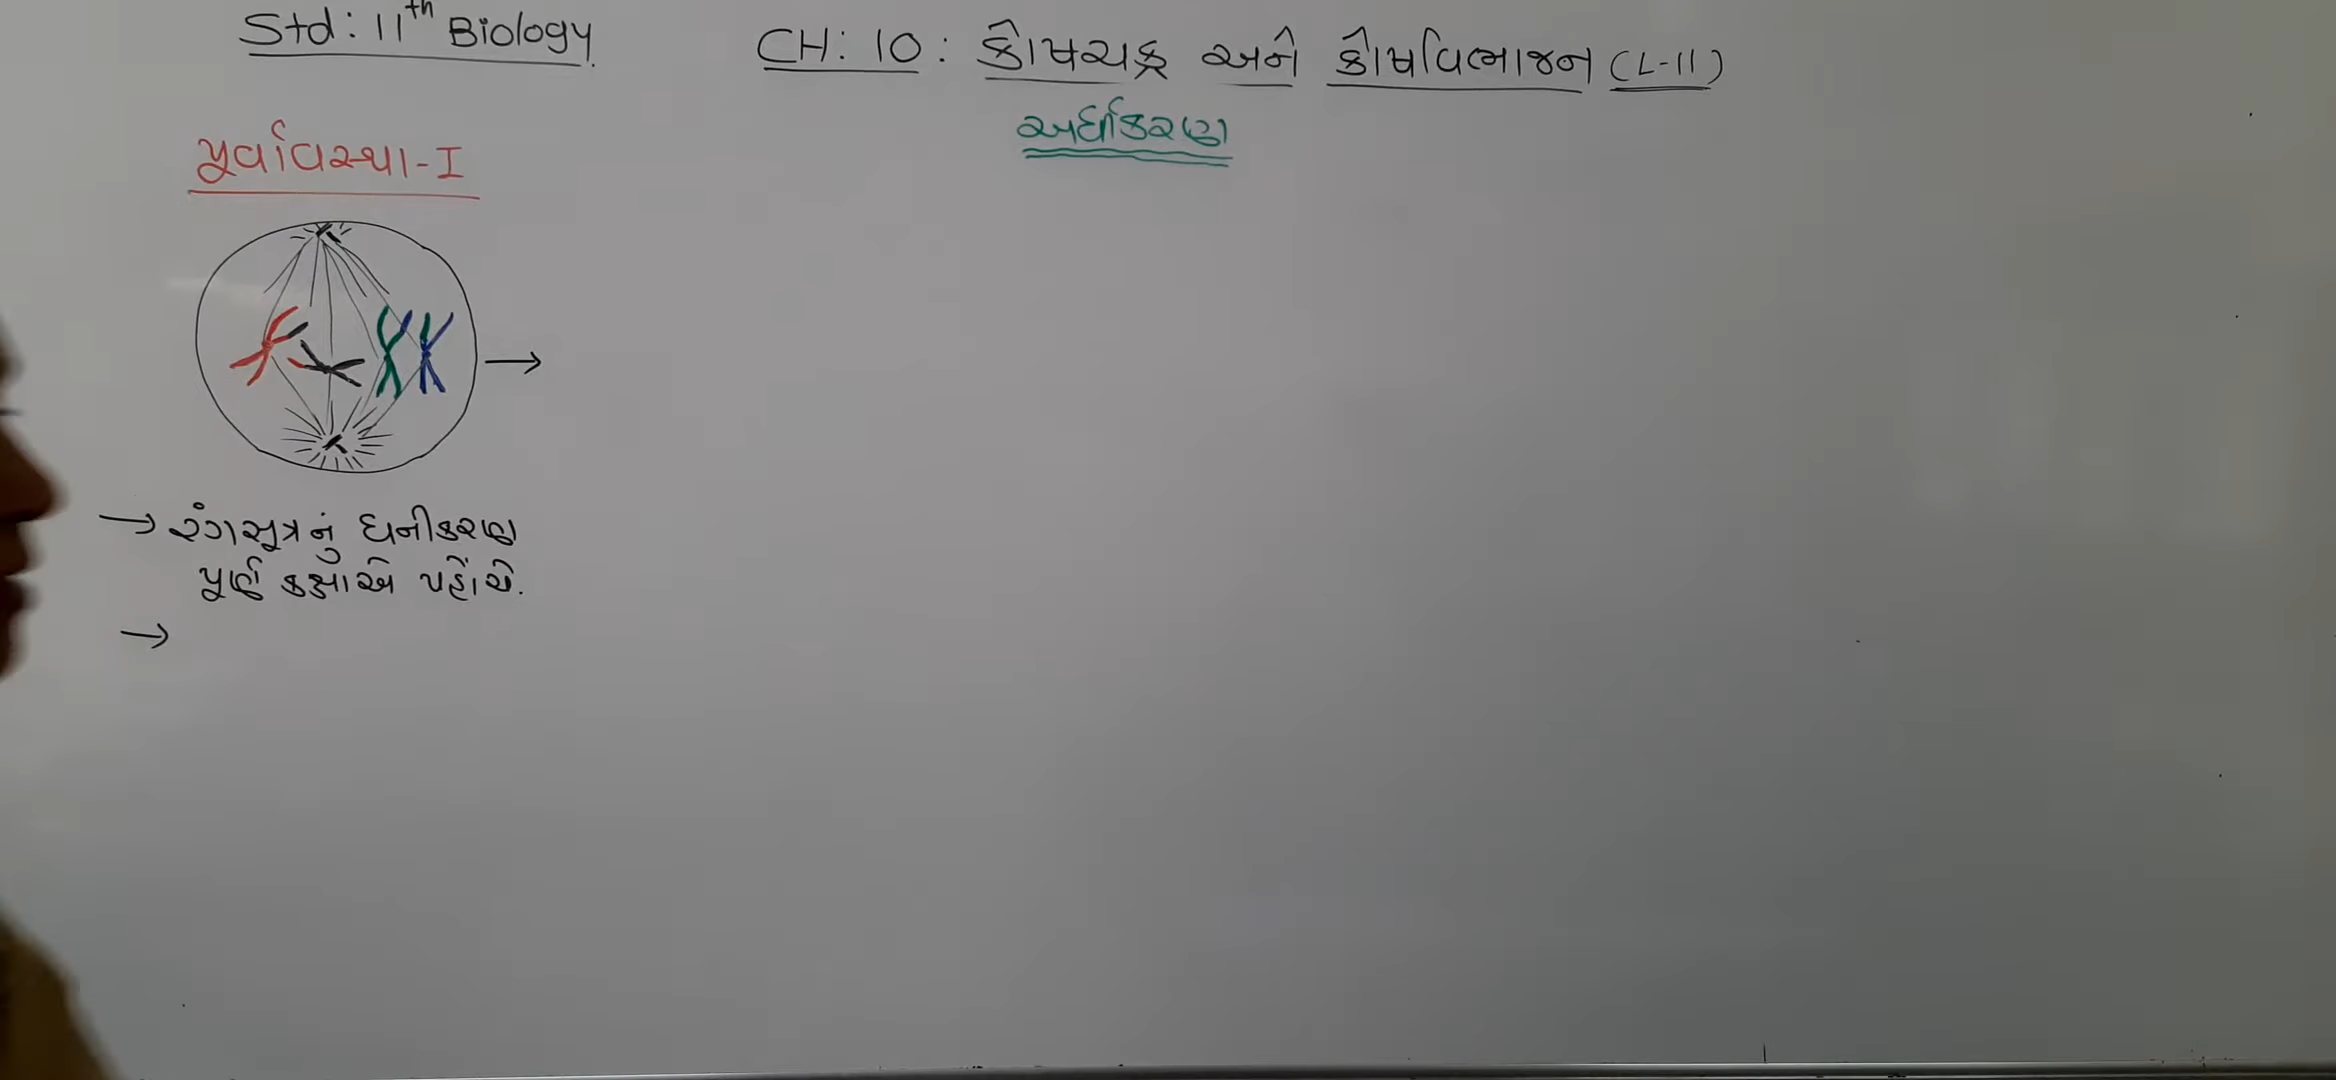 Std: 11th Biology
CH: 10: કોષચક્ર અને કોષવિભાજન (L-11)
અર્ધીકરણ
પૂર્વાવસ્થા-I
→ રંગસૂત્રનું ઘનીકરણ
પૂર્ણ કક્ષાએ પહોંચે.
→